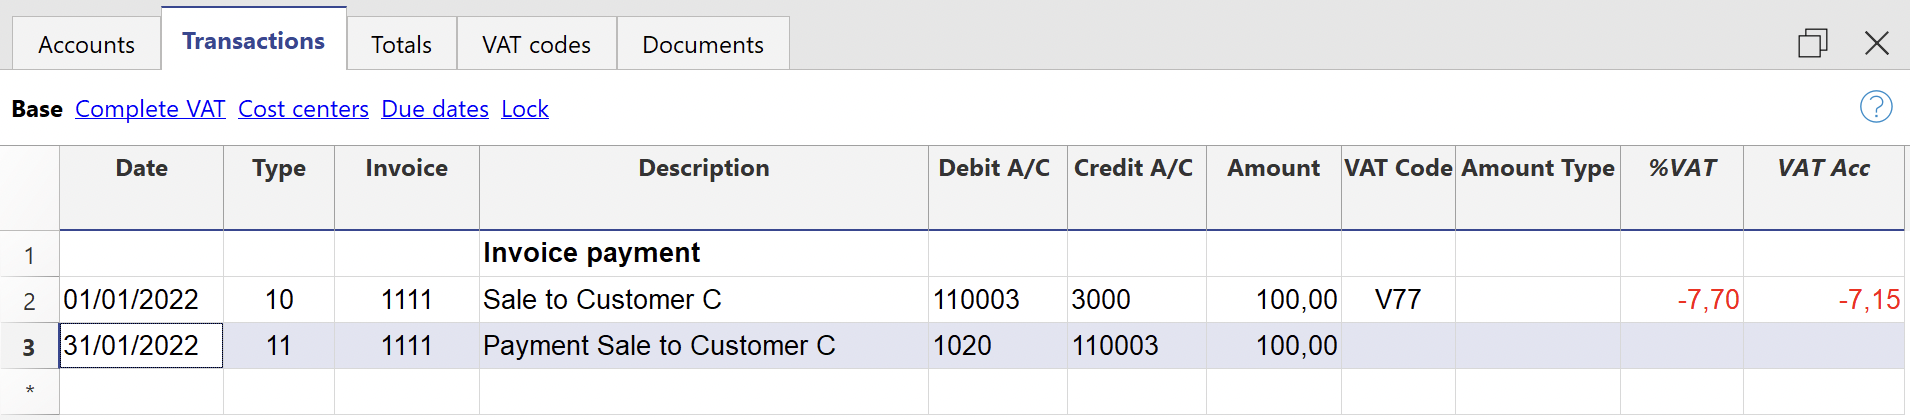 Accounts Transactions Totals VAT codes Documents
Base Complete VAT Cost centers Due dates Lock ?
Date Type Invoice Description Debit A/C Credit A/C Amount VAT Code Amount Type %VAT VAT Acc
1 Invoice payment
2 01/01/2022 10 1111 Sale to Customer C 110003 3000 100,00 V77 -7,70 -7,15
3 31/01/2022 11 1111 Payment Sale to Customer C 1020 110003 100,00
*